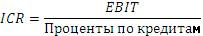 ICR = EBIT
Проценты по кредитам